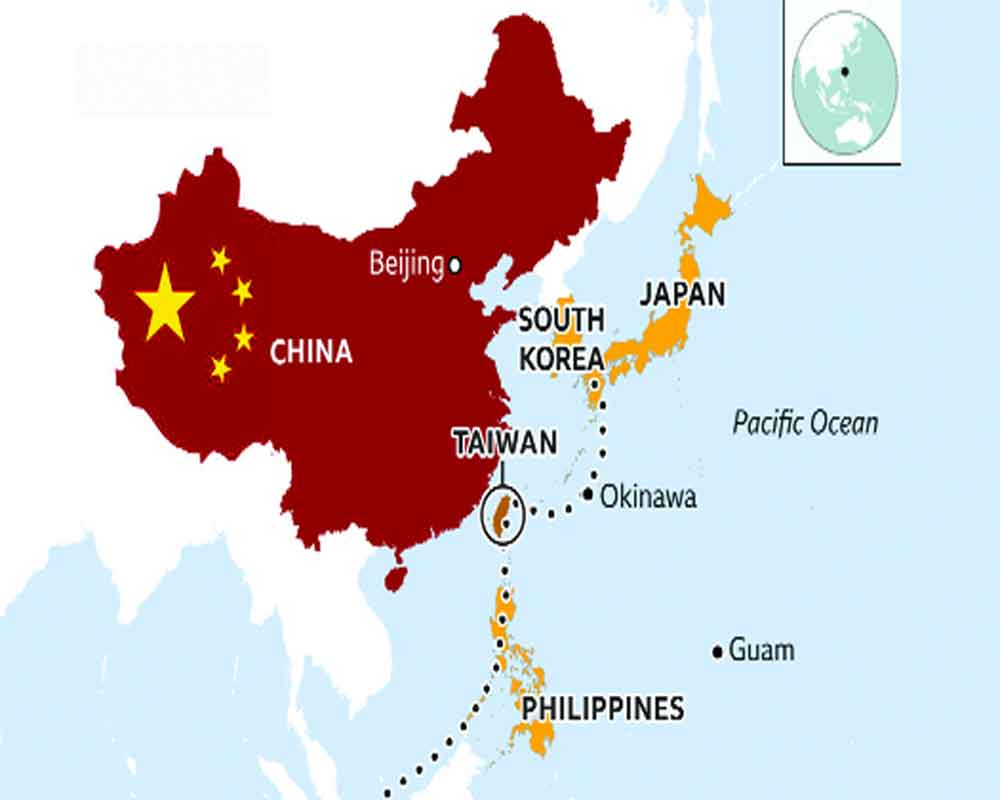 Beijing
CHINA
SOUTH
KOREA
JAPAN
TAIWAN
Pacific Ocean
Okinawa
Guam
PHILIPPINES